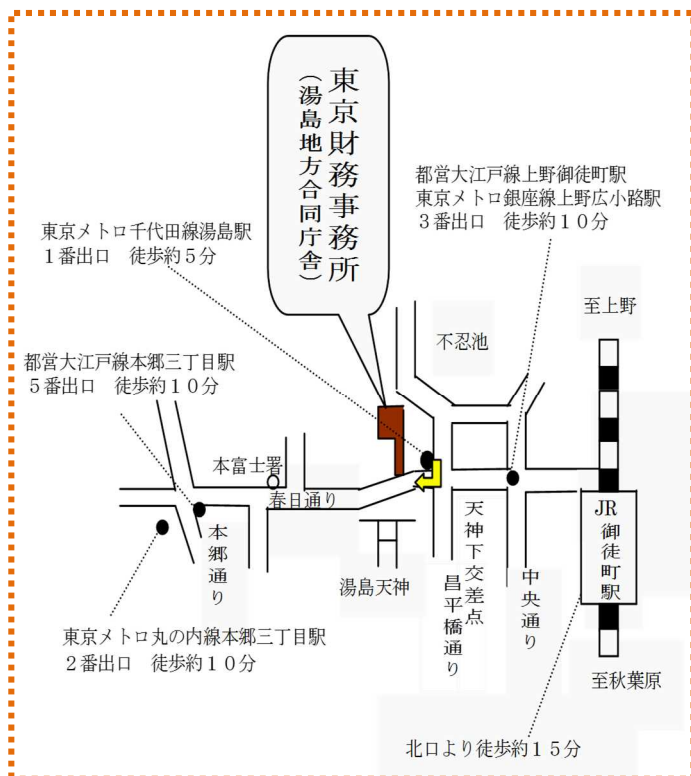 東京財務事務所
（湯島地方合同庁舎）
都営大江戸線上野御徒町駅
東京メトロ銀座線上野広小路駅
３番出口　徒歩約１０分
東京メトロ千代田線湯島駅
１番出口　徒歩約５分
至上野
不忍池
都営大江戸線本郷三丁目駅
５番出口　徒歩約１０分
本富士署
春日通り
本郷通り
湯島天神
天神下交差点
昌平橋通り
中央通り
JR
御徒町駅
東京メトロ丸の内線本郷三丁目駅
２番出口　徒歩約１０分
至秋葉原
北口より徒歩約１５分